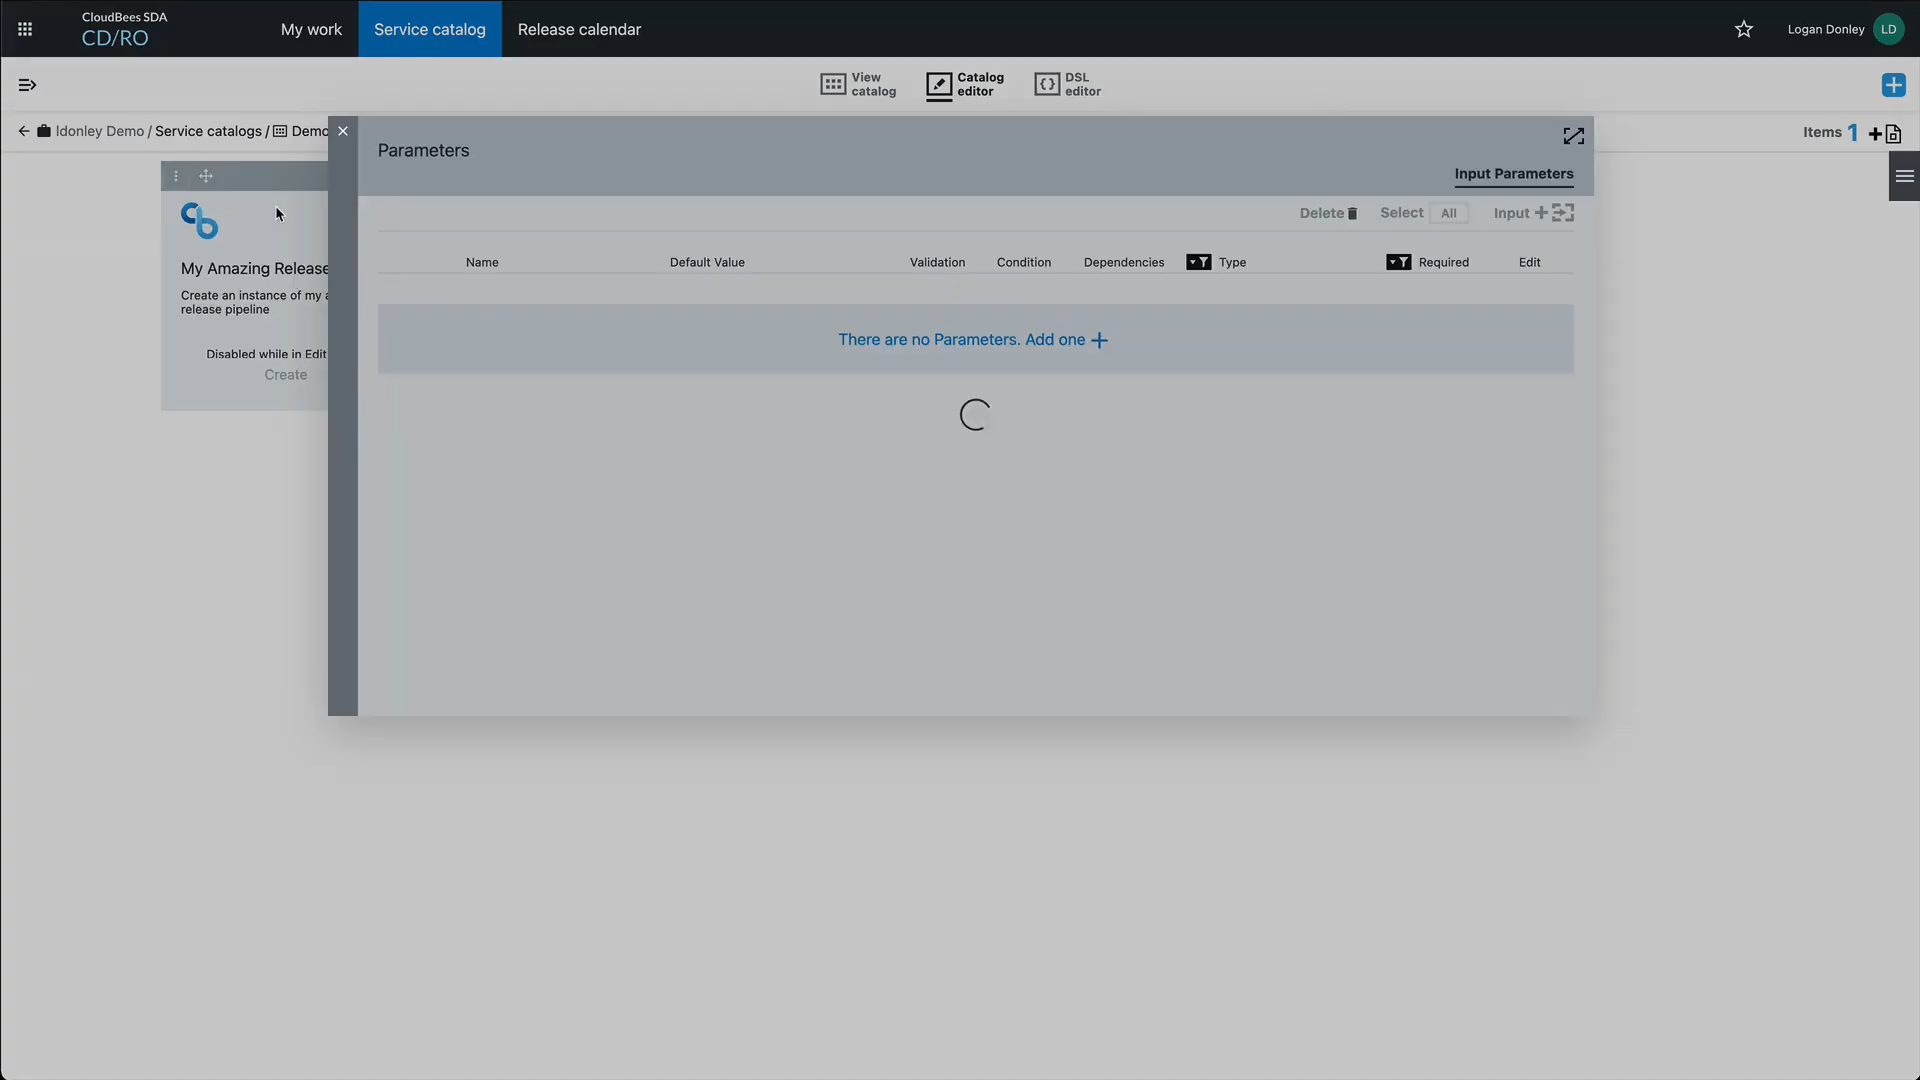 CloudBees SDA
CD/RO
My work
Service catalog
Release calendar
Logan Donley
LD
View catalog
Catalog editor
DSL editor
ldonley Demo / Service catalogs / Demo
Items 1
Parameters
Input Parameters
Delete
Select All
Input
Name
Default Value
Validation
Condition
Dependencies
Type
Required
Edit
There are no Parameters. Add one
My Amazing Release
Create an instance of my a
release pipeline
Disabled while in Edit
Create